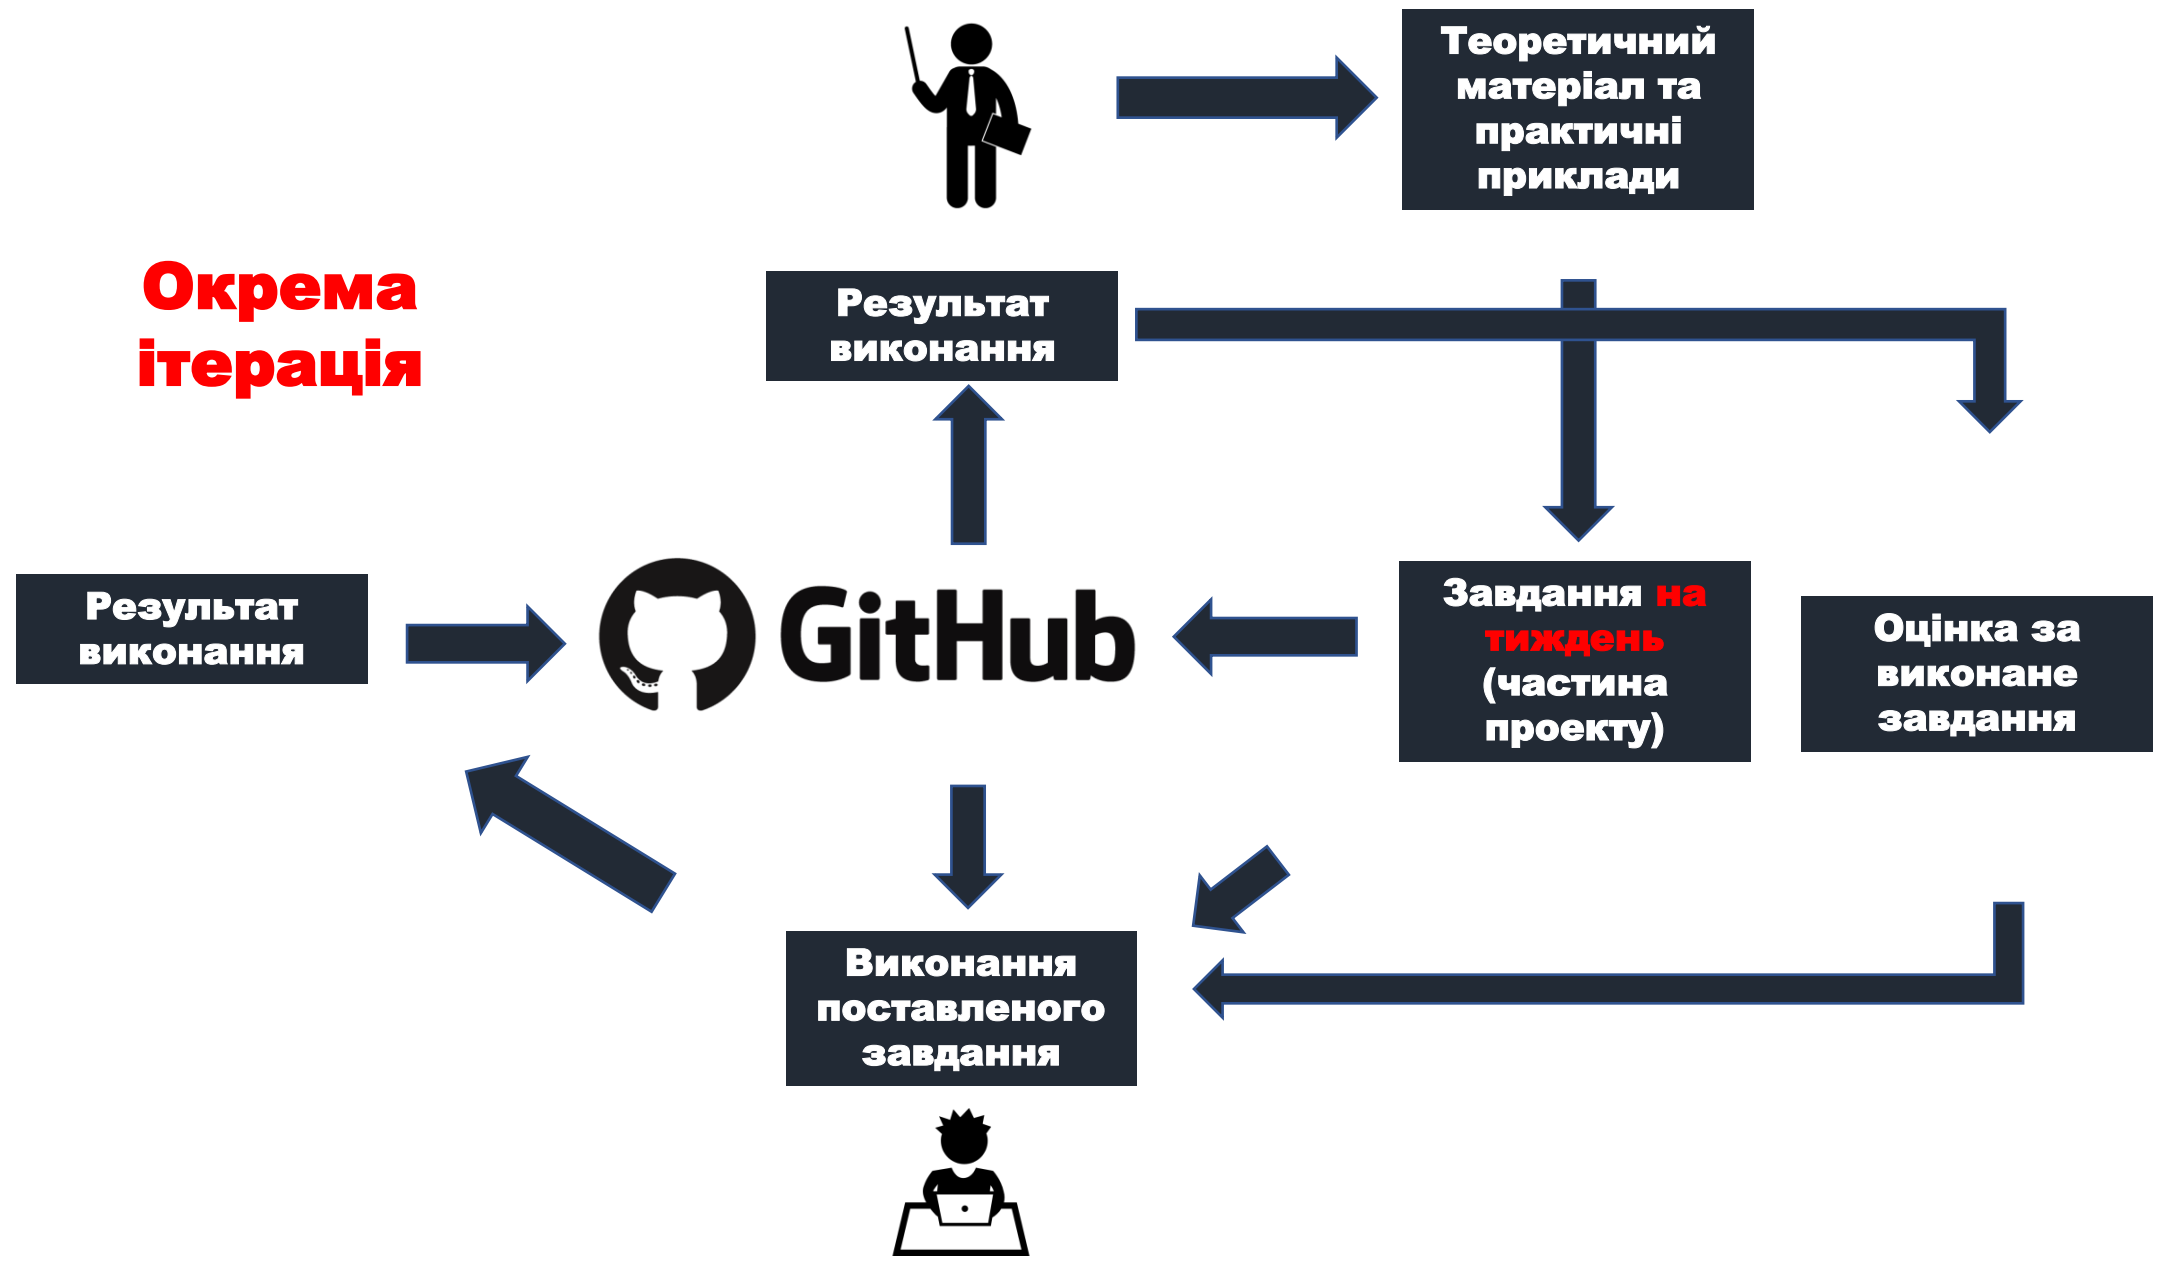 Теоретичний
матеріал та
практичні
приклади
Окрема
ітерація
Результат
виконання
Результат
виконання
GitHub
Завдання на
тиждень
(частина
проекту)
Оцінка за
виконане
завдання
Виконання
поставленого
завдання